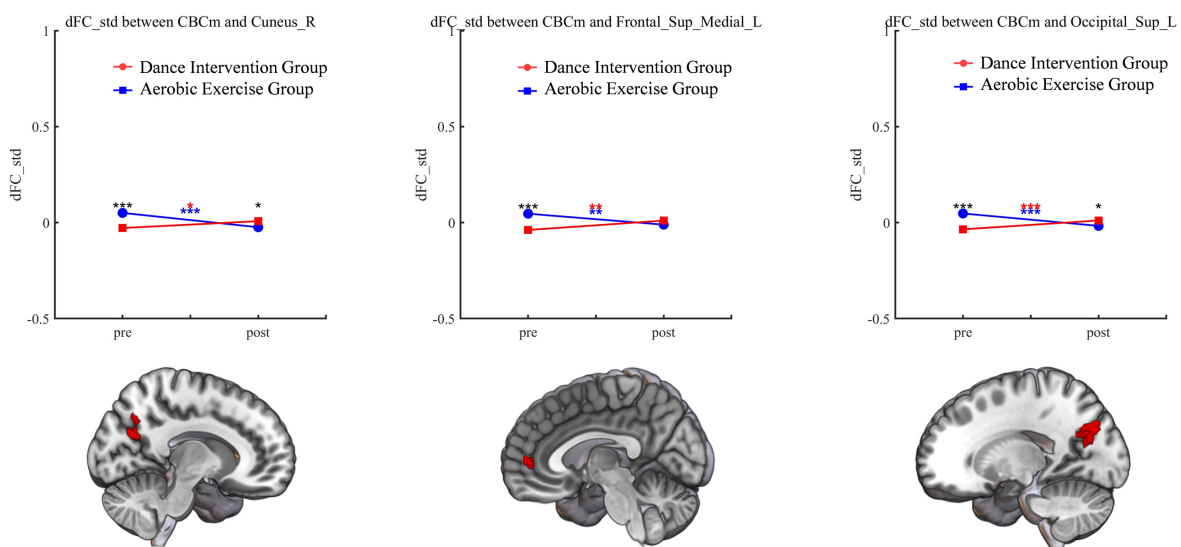 dFC_std between CBCm and Cuneus_R
1
Dance Intervention Group
Aerobic Exercise Group
0.5
dFC_std
***
*
***
*
0
-0.5
pre
post
dFC_std between CBCm and Frontal_Sup_Medial_L
1
Dance Intervention Group
Aerobic Exercise Group
0.5
dFC_std
***
**
**
0
-0.5
pre
post
dFC_std between CBCm and Occipital_Sup_L
1
Dance Intervention Group
Aerobic Exercise Group
0.5
dFC_std
***
***
***
*
0
-0.5
pre
post